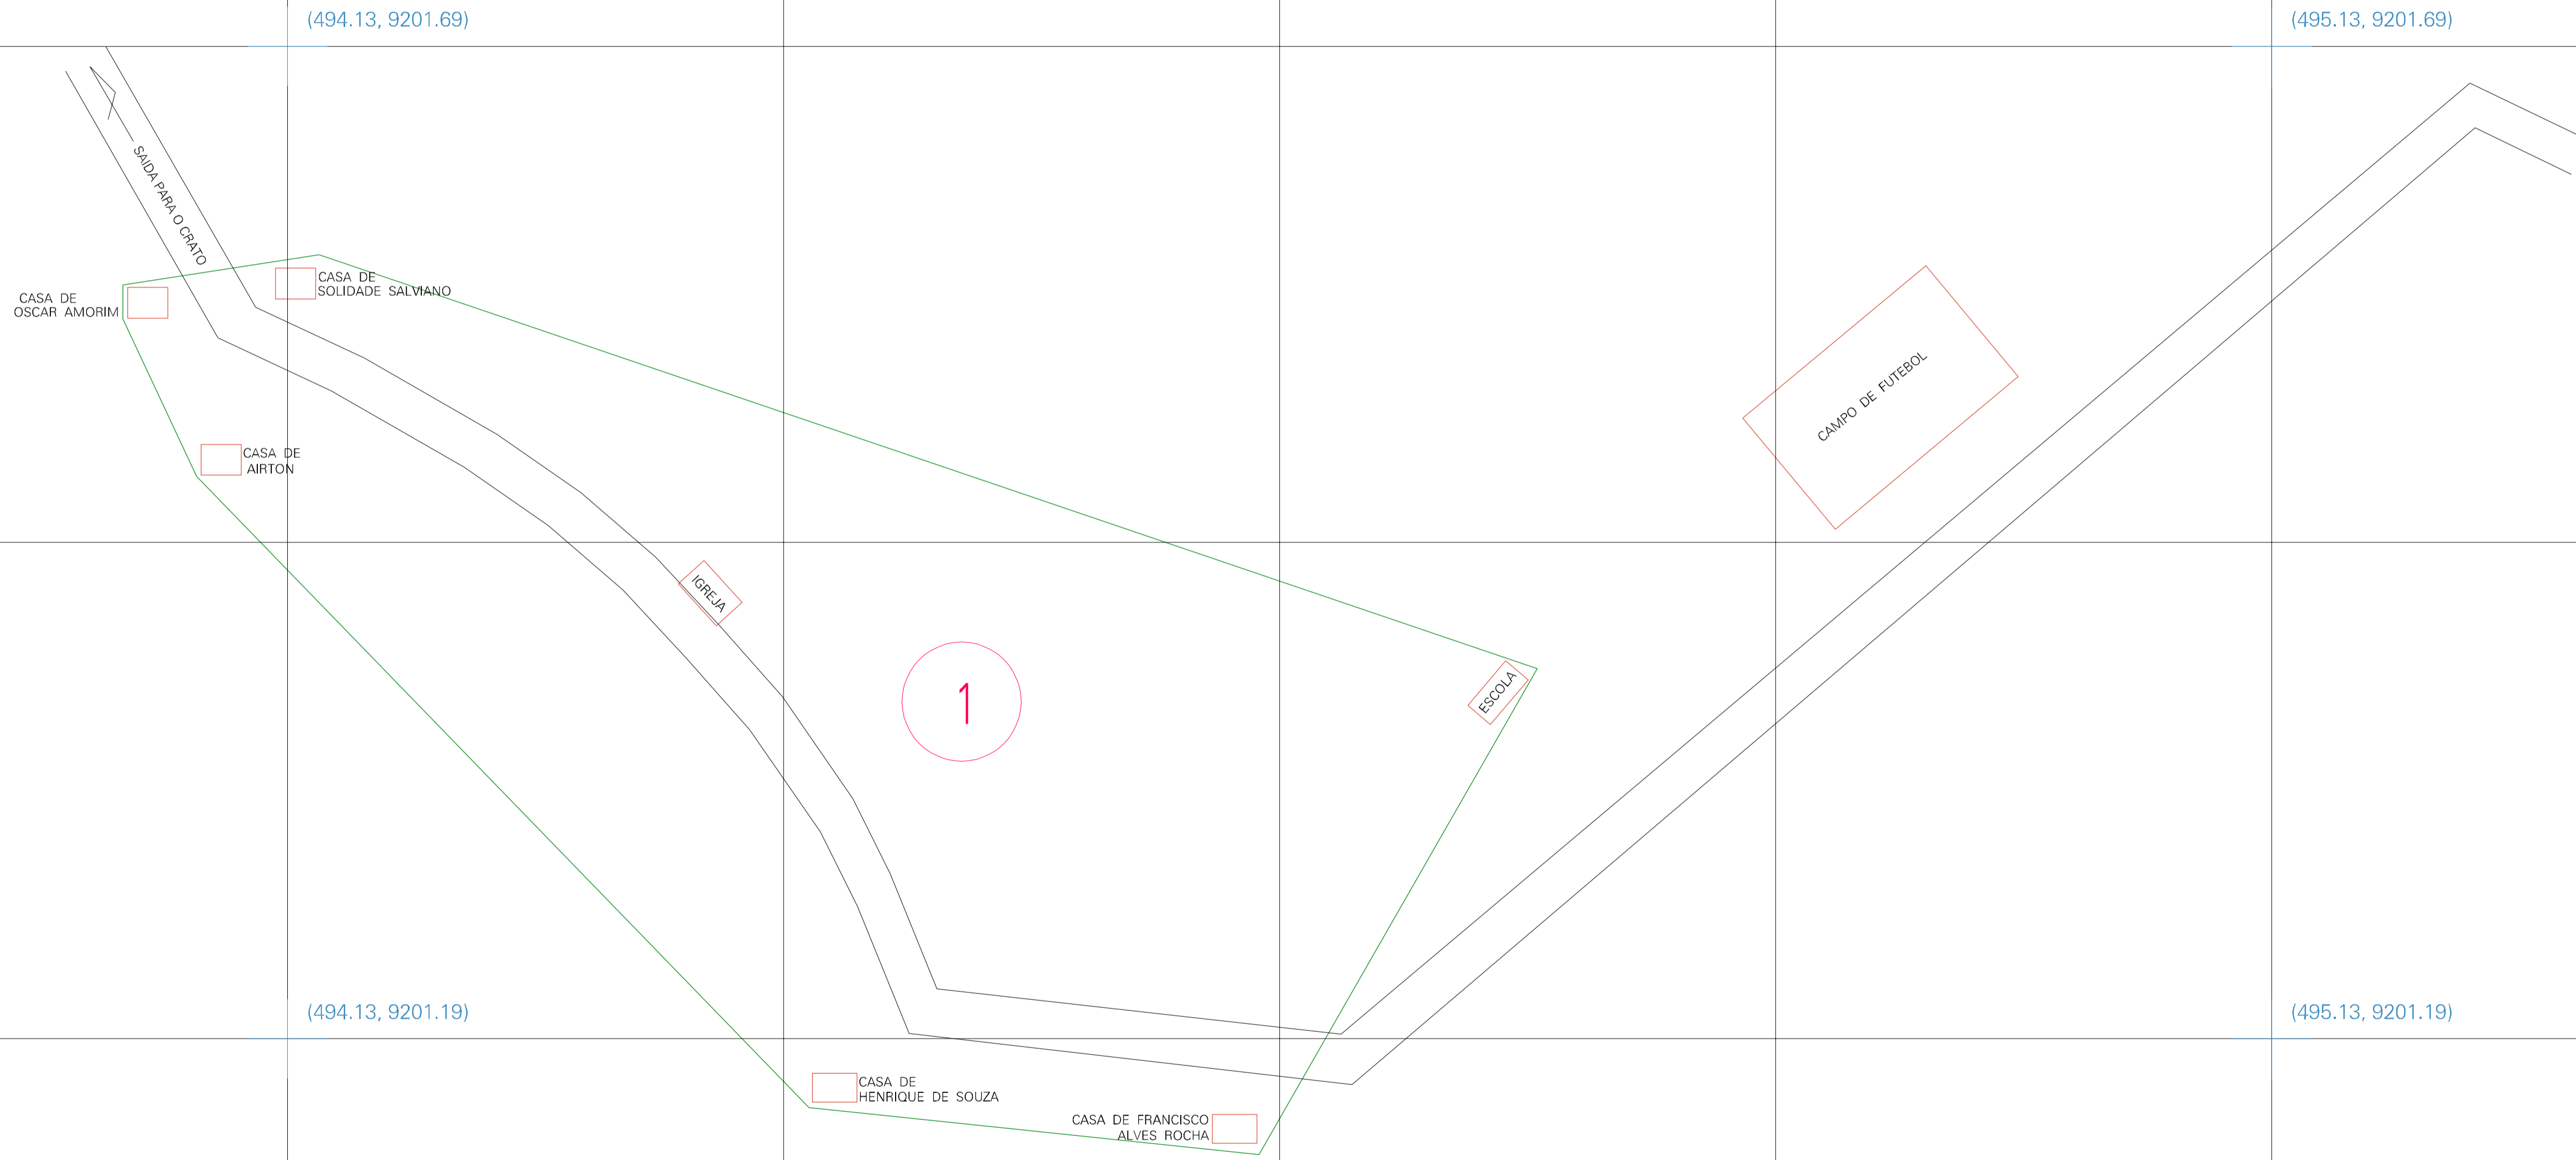 (494.13, 9201.69)
(495.13, 9201.69)
SAIDA PARA O CRATO
CASA DE
SOLIDADE SALVIANO
CASA DE
OSCAR AMORIM
CAMPO DE FUTEBOL
CASA DE
AIRTON
IGREJA
1
ESCOLA
(494.13, 9201.19)
(495.13, 9201.19)
CASA DE
HENRIQUE DE SOUZA
CASA DE FRANCISCO
ALVES ROCHA